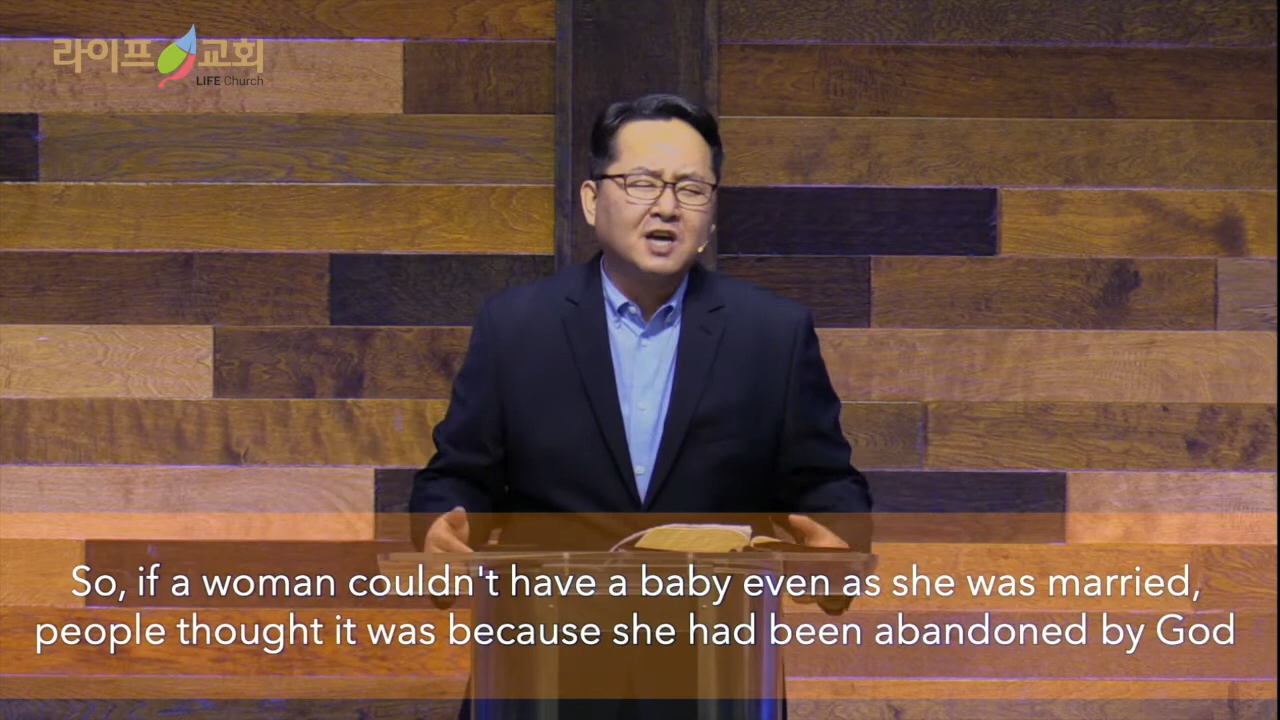 라이프교회
LIFE Church
So, if a woman couldn't have a baby even as she was married,
people thought it was because she had been abandoned by God